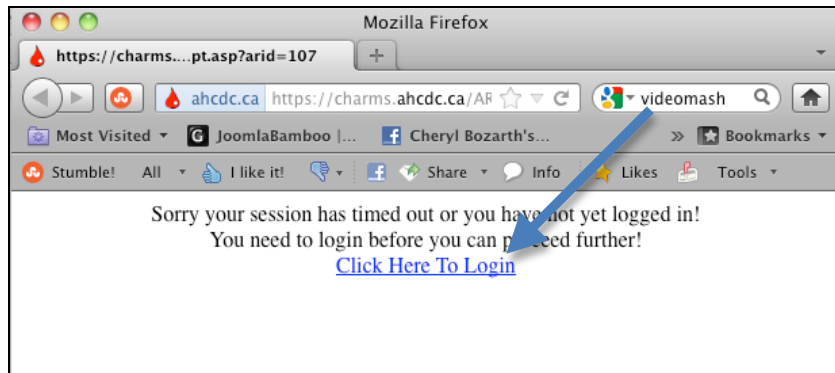 Mozilla Firefox
https://charms....pt.asp?arid=107
ahcdc.ca https://charms.ahcdc.ca/AR videomash
Most Visited JoomlaBamboo |... Cheryl Bozarth's... » Bookmarks
Stumble! All I like it! Share Info Likes Tools
Sorry your session has timed out or you have not yet logged in!
You need to login before you can proceed further!
Click Here To Login